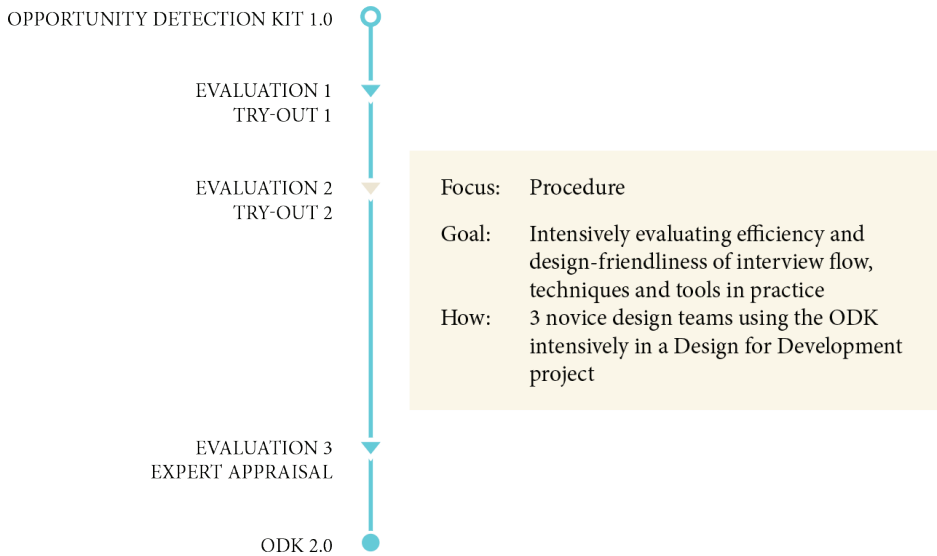 OPPORTUNITY DETECTION KIT 1.0
EVALUATION 1
TRY-OUT 1
EVALUATION 2
TRY-OUT 2
Focus: Procedure
Goal: Intensively evaluating efficiency and
design-friendliness of interview flow,
techniques and tools in practice
How: 3 novice design teams using the ODK
intensively in a Design for Development
project
EVALUATION 3
EXPERT APPRAISAL
ODK 2.0